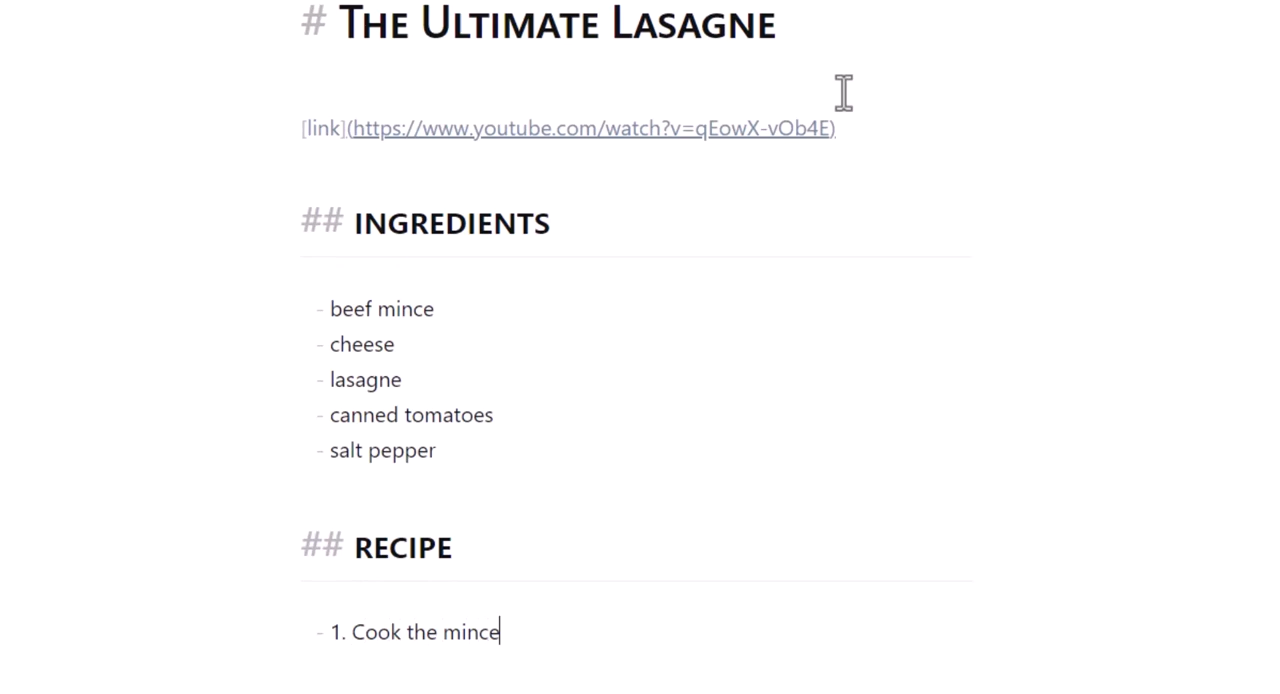 # The Ultimate Lasagne
[link](https://www.youtube.com/watch?v=qEowX-vOb4E)
## INGREDIENTS
- beef mince
- cheese
- lasagne
- canned tomatoes
- salt pepper
## RECIPE
- 1. Cook the mince